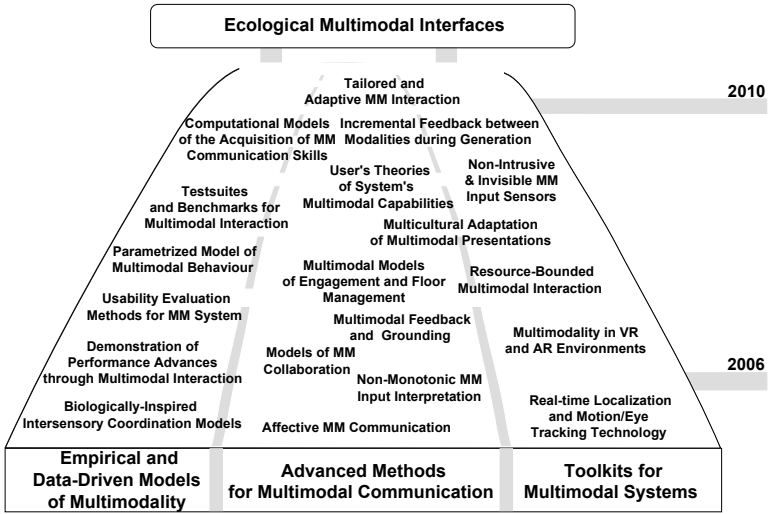 Ecological Multimodal Interfaces
Tailored and
Adaptive MM Interaction
2010
Computational Models
of the Acquisition of MM
Communication Skills
Incremental Feedback between
Modalities during Generation
User's Theories
of System's
Multimodal Capabilities
Non-Intrusive
& Invisible MM
Input Sensors
Testsuites
and Benchmarks for
Multimodal Interaction
Multicultural Adaptation
of Multimodal Presentations
Parametrized Model of
Multimodal Behaviour
Multimodal Models
of Engagement and Floor
Management
Resource-Bounded
Multimodal Interaction
Usability Evaluation
Methods for MM System
Multimodal Feedback
and Grounding
Multimodality in VR
and AR Environments
Demonstration of
Performance Advances
through Multimodal Interaction
Models of MM
Collaboration
2006
Non-Monotonic MM
Input Interpretation
Biologically-Inspired
Intersensory Coordination Models
Affective MM Communication
Real-time Localization
and Motion/Eye
Tracking Technology
Empirical and
Data-Driven Models
of Multimodality
Advanced Methods
for Multimodal Communication
Toolkits for
Multimodal Systems